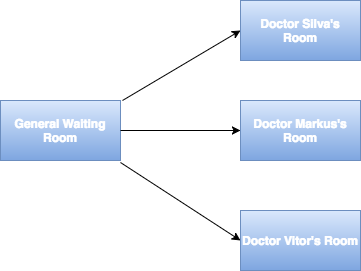 Doctor Silva's
Room
General Waiting
Room
Doctor Markus's
Room
Doctor Vitor's Room